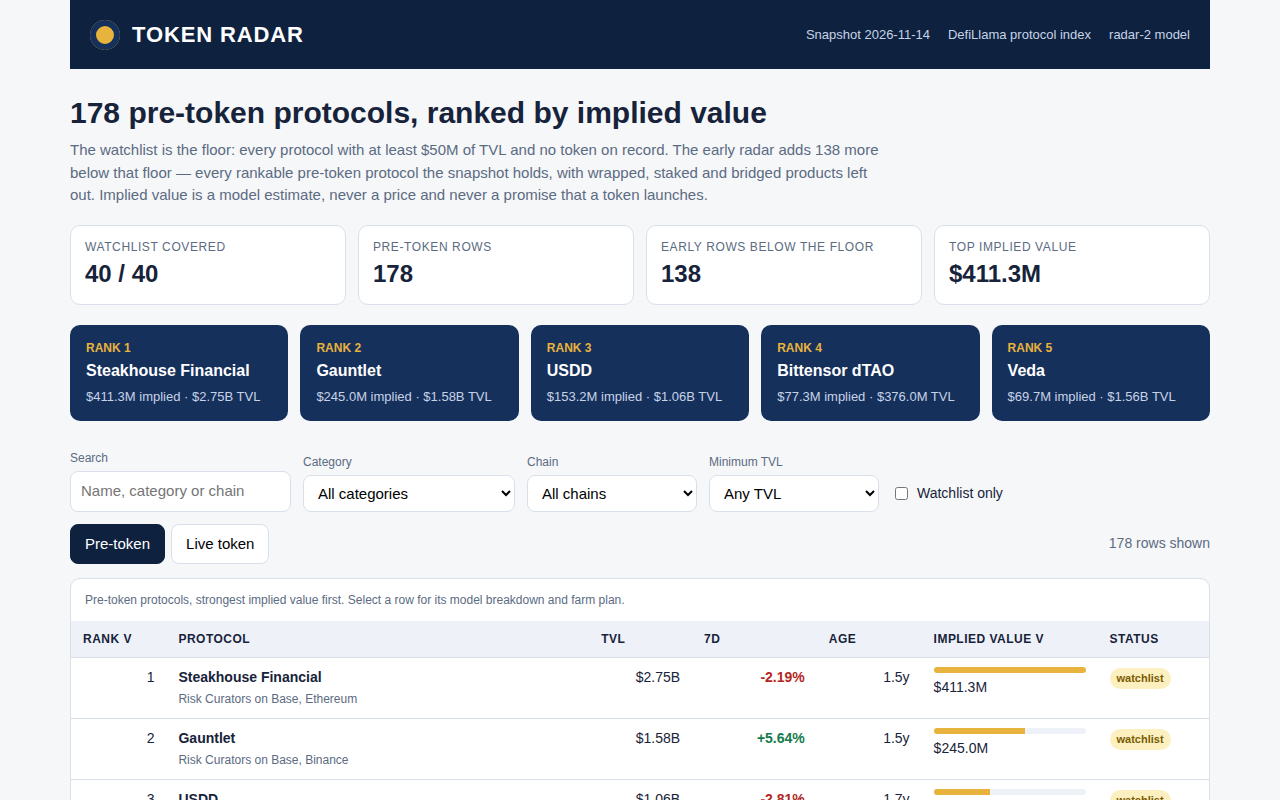 TOKEN RADAR
Snapshot 2026-11-14 DefiLlama protocol index radar-2 model
178 pre-token protocols, ranked by implied value
The watchlist is the floor: every protocol with at least $50M of TVL and no token on record. The early radar adds 138 more
below that floor — every rankable pre-token protocol the snapshot holds, with wrapped, staked and bridged products left
out. Implied value is a model estimate, never a price and never a promise that a token launches.
WATCHLIST COVERED
40 / 40
PRE-TOKEN ROWS
178
EARLY ROWS BELOW THE FLOOR
138
TOP IMPLIED VALUE
$411.3M
RANK 1
Steakhouse Financial
$411.3M implied · $2.75B TVL
RANK 2
Gauntlet
$245.0M implied · $1.58B TVL
RANK 3
USDD
$153.2M implied · $1.06B TVL
RANK 4
Bittensor dTAO
$77.3M implied · $376.0M TVL
RANK 5
Veda
$69.7M implied · $1.56B TVL
Search
Name, category or chain
Category
All categories
Chain
All chains
Minimum TVL
Any TVL
Watchlist only
Pre-token
Live token
178 rows shown
Pre-token protocols, strongest implied value first. Select a row for its model breakdown and farm plan.
RANK V PROTOCOL TVL 7D AGE IMPLIED VALUE V STATUS
1 Steakhouse Financial $2.75B -2.19% 1.5y $411.3M watchlist
Risk Curators on Base, Ethereum
2 Gauntlet $1.58B +5.64% 1.5y $245.0M watchlist
Risk Curators on Base, Binance
3 USDD $1.06B -2.81% 1.7y watchlist